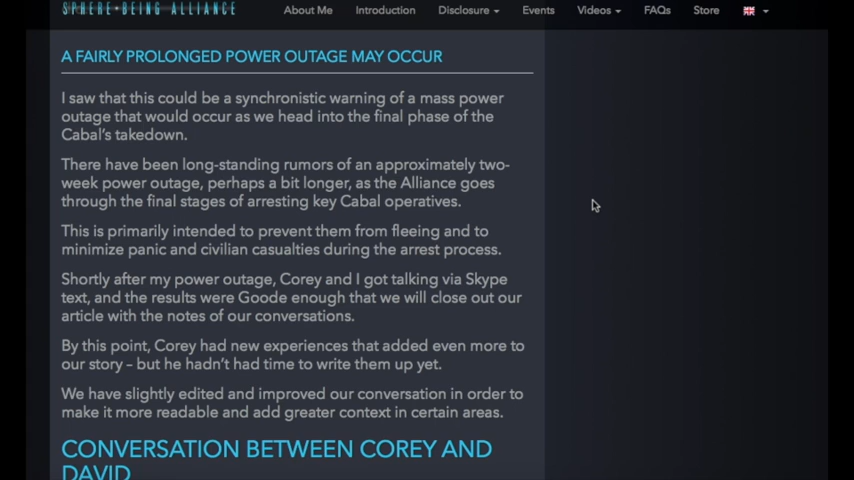 SPHERE•BEING ALLIANCE
About Me Introduction Disclosure Events Videos FAQs Store
A FAIRLY PROLONGED POWER OUTAGE MAY OCCUR
I saw that this could be a synchronistic warning of a mass power
outage that would occur as we head into the final phase of the
Cabal's takedown.
There have been long-standing rumors of an approximately two-
week power outage, perhaps a bit longer, as the Alliance goes
through the final stages of arresting key Cabal operatives.
This is primarily intended to prevent them from fleeing and to
minimize panic and civilian casualties during the arrest process.
Shortly after my power outage, Corey and I got talking via Skype
text, and the results were Goode enough that we will close out our
article with the notes of our conversations.
By this point, Corey had new experiences that added even more to
our story – but he hadn't had time to write them up yet.
We have slightly edited and improved our conversation in order to
make it more readable and add greater context in certain areas.
CONVERSATION BETWEEN COREY AND
DAVID